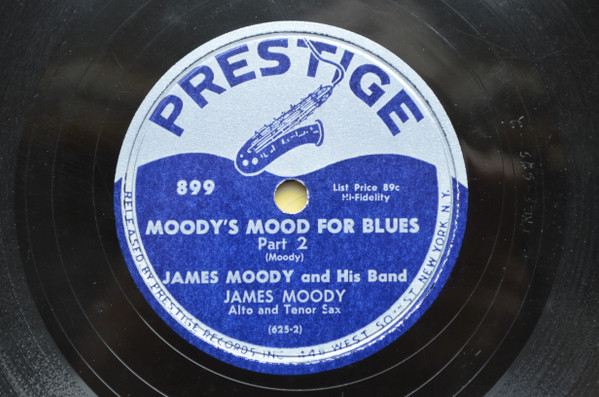 PRESTIGE
899
List Price 89c
Hi-Fidelity
MOODY'S MOOD FOR BLUES
Part 2
(Moody)
JAMES MOODY and His Band
JAMES MOODY
Alto and Tenor Sax
(625-2)
RELEASED BY PRESTIGE RECORDS INC. 446 WEST 50 ST NEW YORK, N.Y.